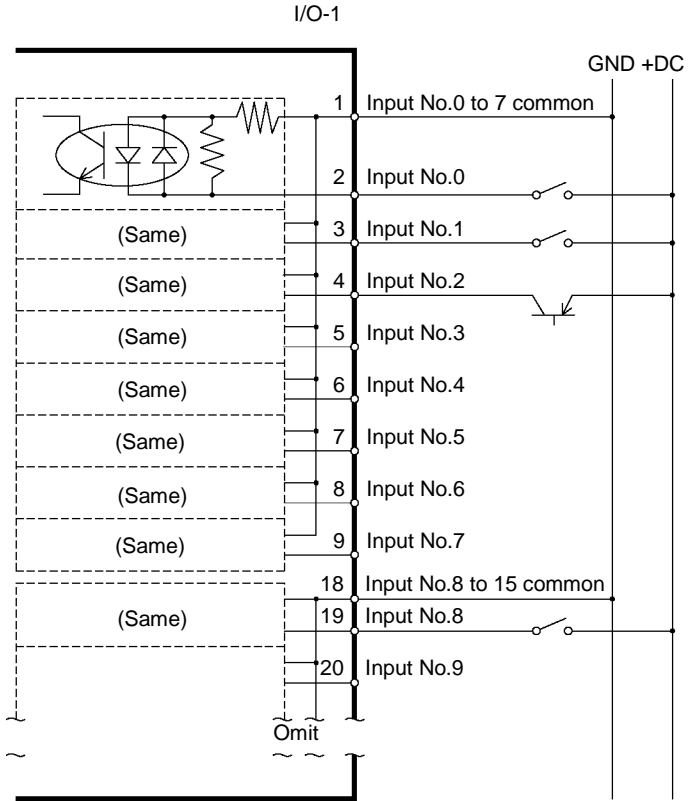 I/O-1
GND +DC
1 Input No.0 to 7 common
2 Input No.0
(Same) 3 Input No.1
(Same) 4 Input No.2
(Same) 5 Input No.3
(Same) 6 Input No.4
(Same) 7 Input No.5
(Same) 8 Input No.6
(Same) 9 Input No.7
18 Input No.8 to 15 common
(Same) 19 Input No.8
20 Input No.9
Omit